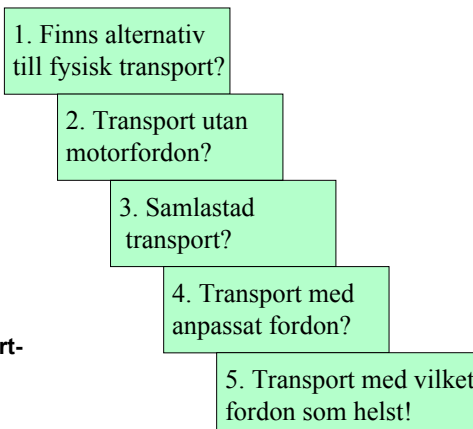 1. Finns alternativ
till fysisk transport?
2. Transport utan
motorfordon?
3. Samlastad
transport?
4. Transport med
anpassat fordon?
rt-
5. Transport med vilket
fordon som helst!